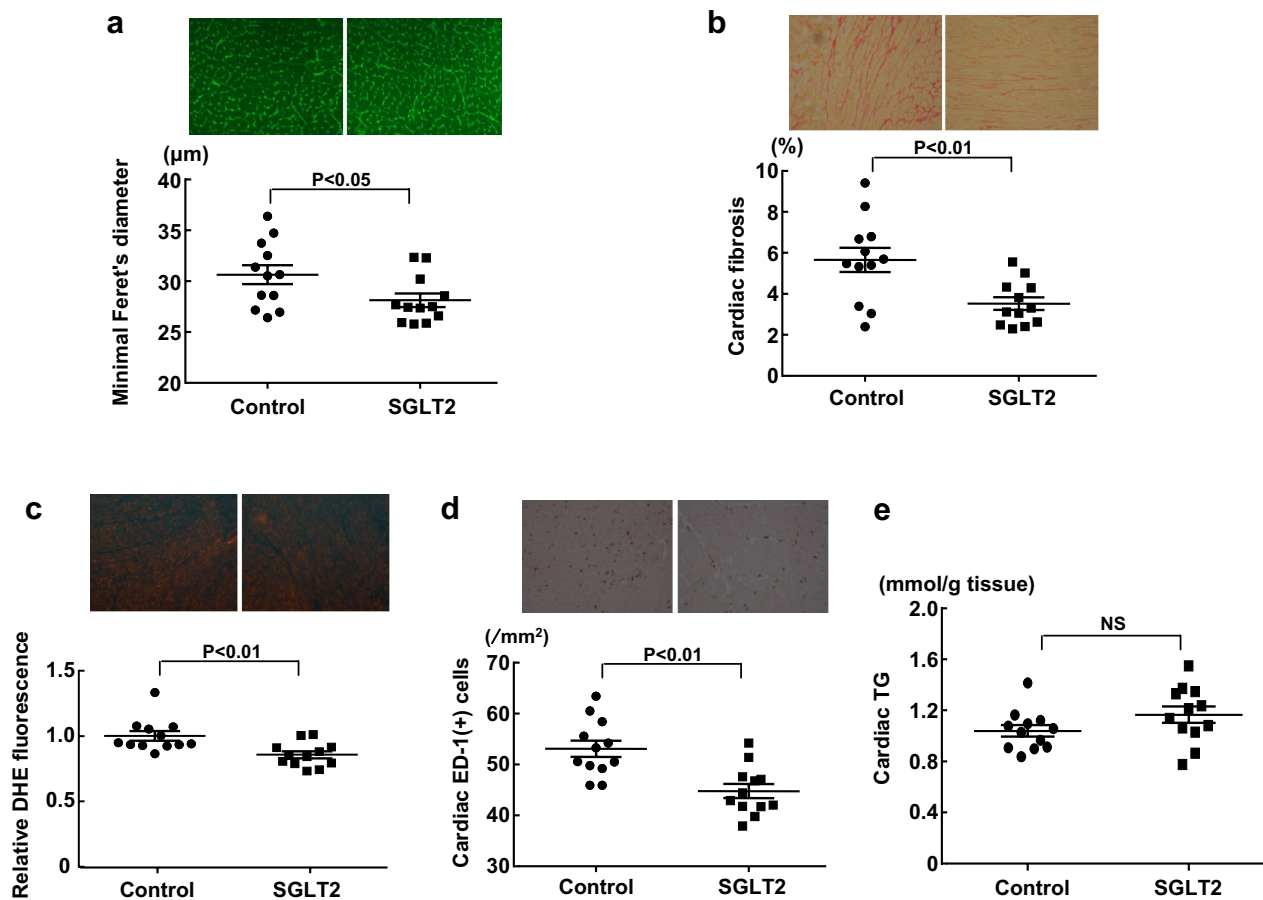 a
(μm)
P<0.05
40
35
30
25
20
Minimal Feret's diameter
Control SGLT2
b
(%)
P<0.01
10
8
6
4
2
0
Cardiac fibrosis
Control SGLT2
c
P<0.01
1.5
1.0
0.5
0
Relative DHE fluorescence
Control SGLT2
d
(/mm²)
P<0.01
70
60
50
40
30
Cardiac ED-1(+) cells
Control SGLT2
e
(mmol/g tissue)
NS
2.0
1.6
1.2
0.8
0.4
0
Cardiac TG
Control SGLT2